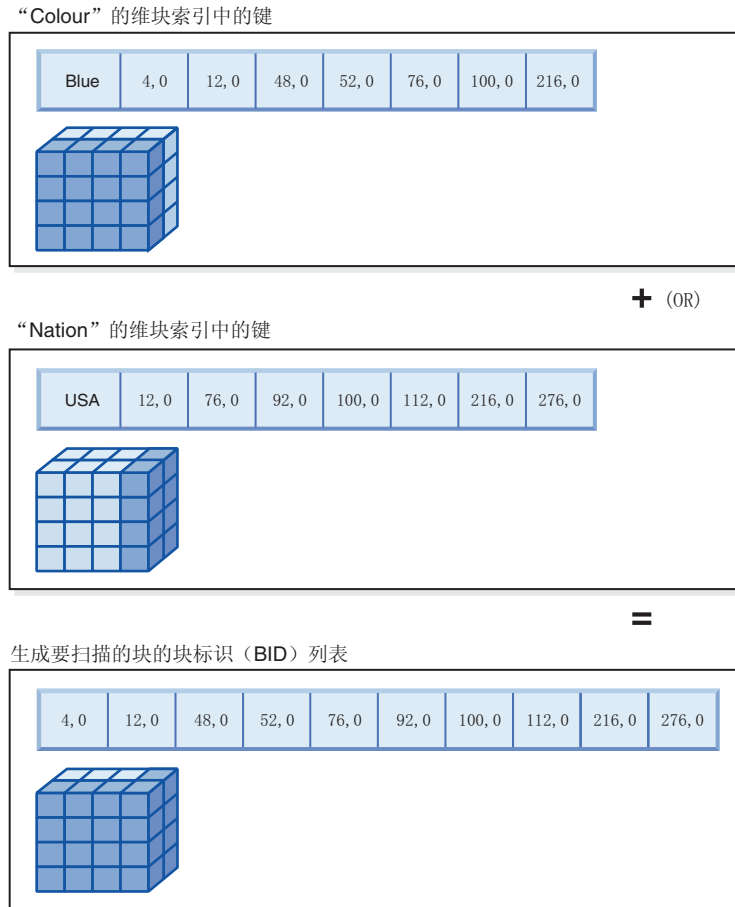 “Colour”的维块索引中的键
Blue 4,0 12,0 48,0 52,0 76,0 100,0 216,0
+ (OR)
“Nation”的维块索引中的键
USA 12,0 76,0 92,0 100,0 112,0 216,0 276,0
=
生成要扫描的块的块标识（BID）列表
4,0 12,0 48,0 52,0 76,0 92,0 100,0 112,0 216,0 276,0